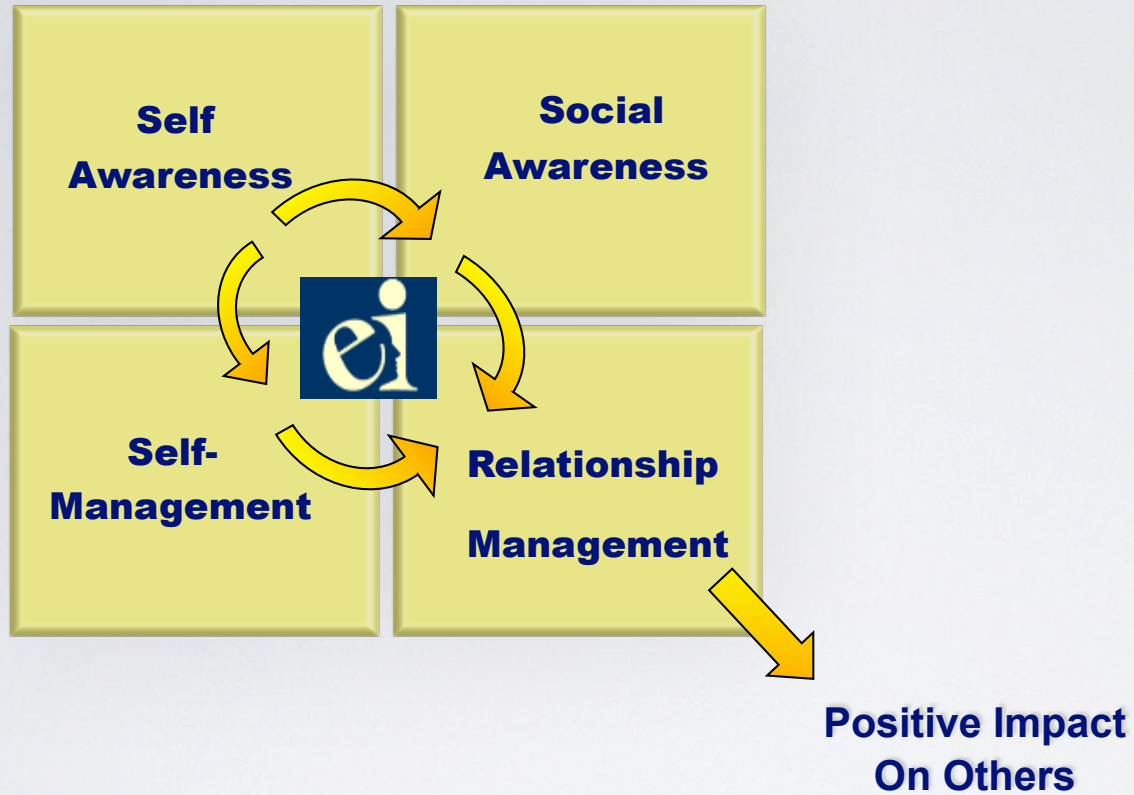 Self
Awareness
Social
Awareness
ei
Self-
Management
Relationship
Management
Positive Impact
On Others